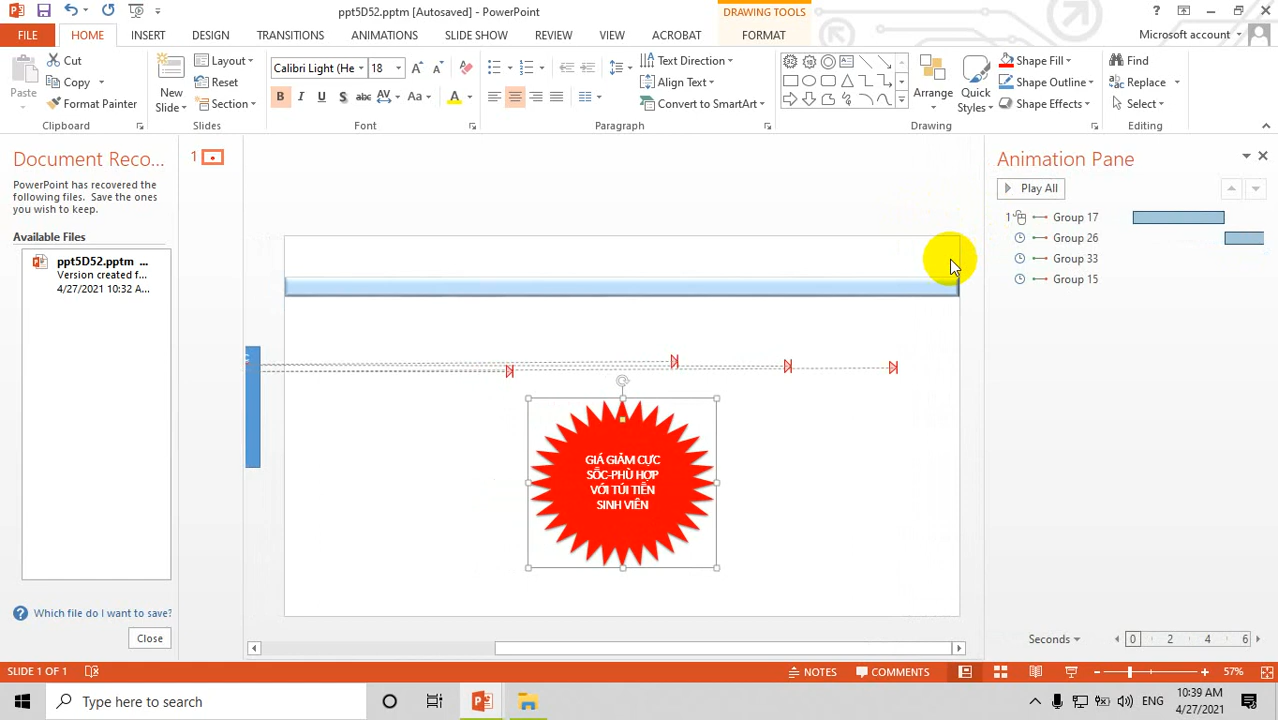 ppt5D52.pptm [Autosaved] - PowerPoint
DRAWING TOOLS
?
FILE
HOME
INSERT
DESIGN
TRANSITIONS
ANIMATIONS
SLIDE SHOW
REVIEW
VIEW
ACROBAT
FORMAT
Microsoft account
Paste
Cut
Copy
Format Painter
Clipboard
New
Slide
Layout
Reset
Section
Slides
Calibri Light (He
18
B I U S abc AV Aa A
Font
Text Direction
Align Text
Convert to SmartArt
Paragraph
Arrange
Quick
Styles
Shape Fill
Shape Outline
Shape Effects
Drawing
Find
Replace
Select
Editing
Document Reco...
PowerPoint has recovered the
following files. Save the ones
you wish to keep.
Available Files
ppt5D52.pptm ...
Version created f...
4/27/2021 10:32 A...
Which file do I want to save?
Close
1
GIÁ GIẢM CỰC
SỐC-PHÙ HỢP
VỚI TÚI TIỀN
SINH VIÊN
Animation Pane
Play All
1 Group 17
Group 26
Group 33
Group 15
Seconds
0 2 4 6
SLIDE 1 OF 1
NOTES
COMMENTS
57%
Type here to search
ENG
10:39 AM
4/27/2021